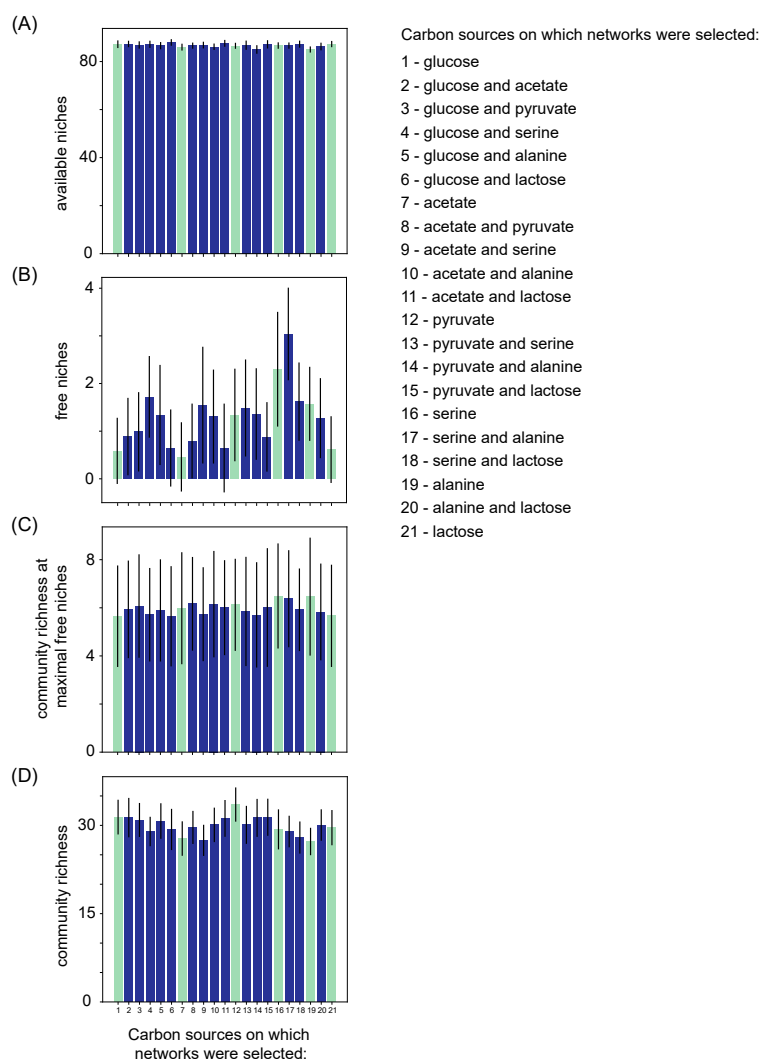 (A)
80
40
0
available niches
(B)
4
2
0
free niches
(C)
8
4
0
community richness at
maximal free niches
(D)
30
15
0
community richness
1 2 3 4 5 6 7 8 9 10 11 12 13 14 15 16 17 18 19 20 21
Carbon sources on which
networks were selected:
Carbon sources on which networks were selected:
1 - glucose
2 - glucose and acetate
3 - glucose and pyruvate
4 - glucose and serine
5 - glucose and alanine
6 - glucose and lactose
7 - acetate
8 - acetate and pyruvate
9 - acetate and serine
10 - acetate and alanine
11 - acetate and lactose
12 - pyruvate
13 - pyruvate and serine
14 - pyruvate and alanine
15 - pyruvate and lactose
16 - serine
17 - serine and alanine
18 - serine and lactose
19 - alanine
20 - alanine and lactose
21 - lactose